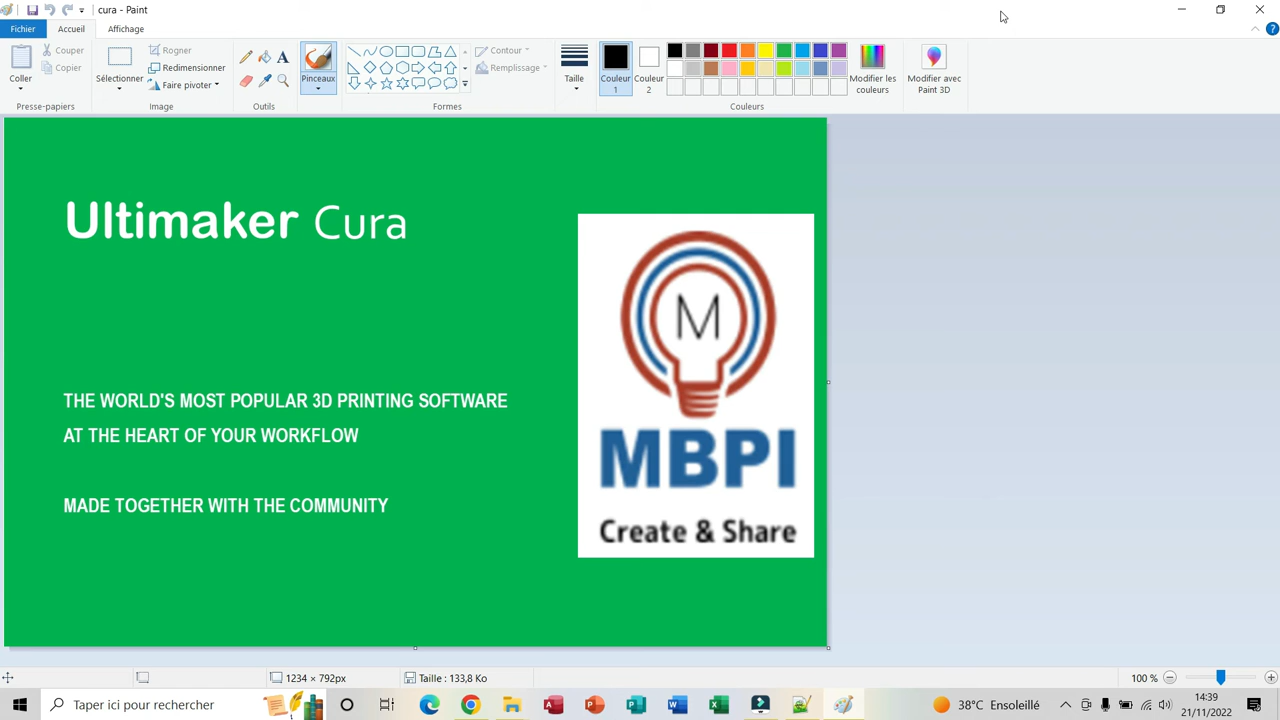 cura - Paint
Fichier Accueil Affichage
Coller
Couper
Copier
Presse-papiers
Sélectionner
Rogner
Redimensionner
Faire pivoter
Image
Outils
Pinceaux
Contour
Remplissage
Formes
Taille
Couleur 1
Couleur 2
Couleurs
Modifier les couleurs
Modifier avec Paint 3D
Ultimaker Cura
THE WORLD'S MOST POPULAR 3D PRINTING SOFTWARE
AT THE HEART OF YOUR WORKFLOW
MADE TOGETHER WITH THE COMMUNITY
M
MBPI
Create & Share
1234 × 792px
Taille : 133,8 Ko
100 %
Taper ici pour rechercher
38°C Ensoleillé
14:39
21/11/2022